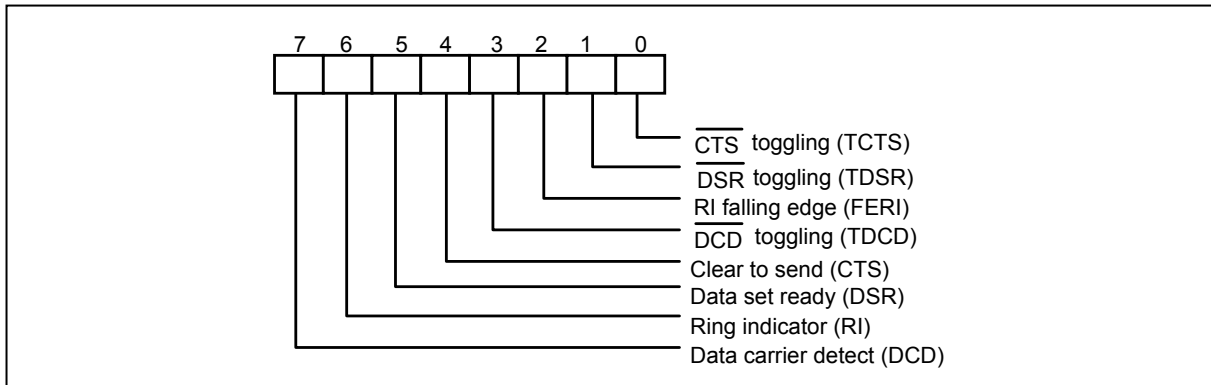 7 6 5 4 3 2 1 0
CTS toggling (TCTS)
DSR toggling (TDSR)
RI falling edge (FERI)
DCD toggling (TDCD)
Clear to send (CTS)
Data set ready (DSR)
Ring indicator (RI)
Data carrier detect (DCD)